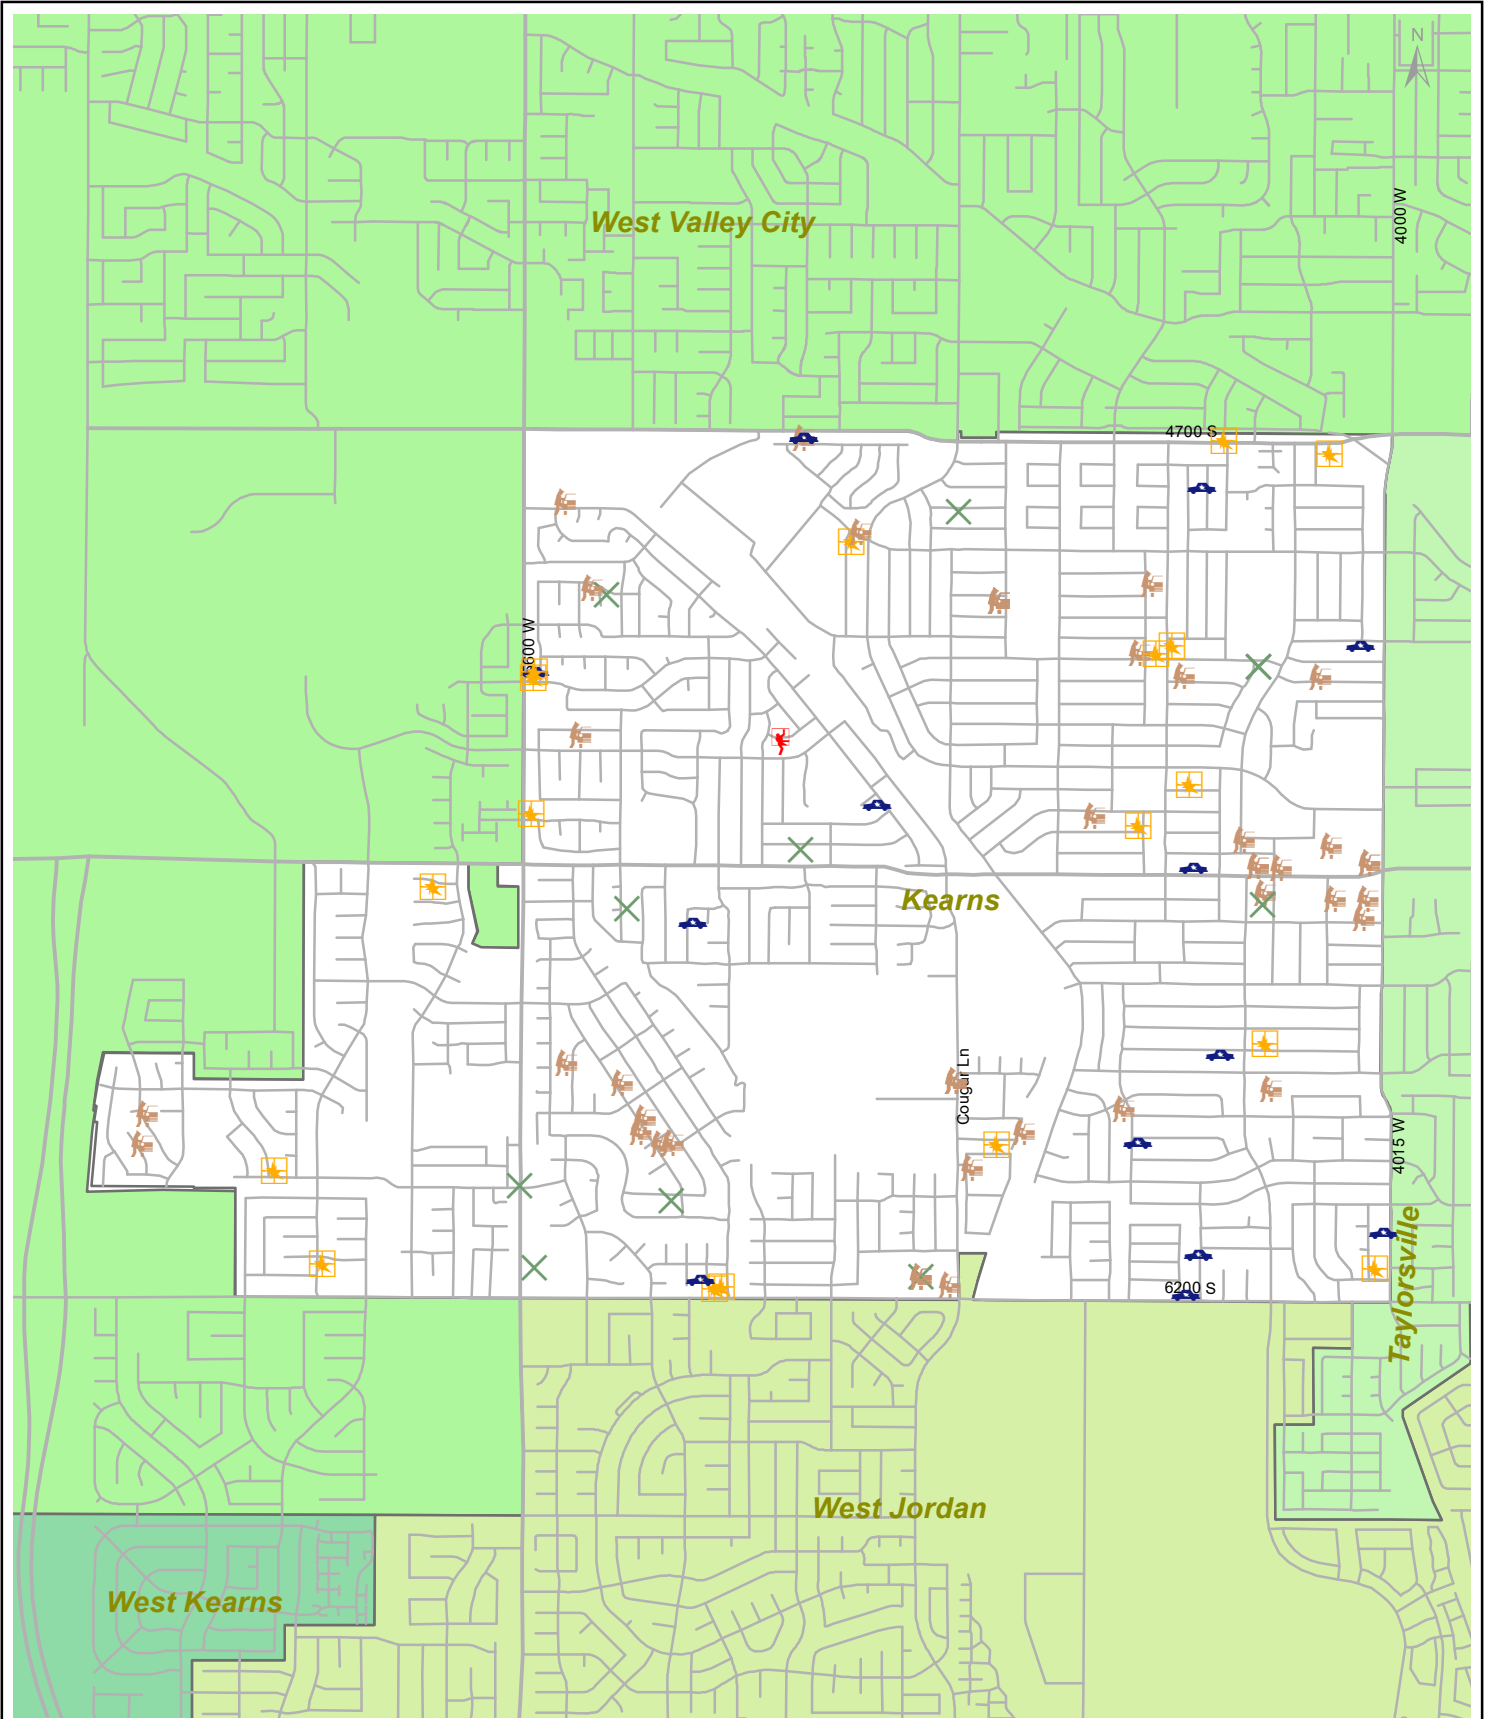 N
West Valley City
4000 W
4700 S
5600 W
Kearns
Cougar Ln
4015 W
Taylorsville
6200 S
West Jordan
West Kearns